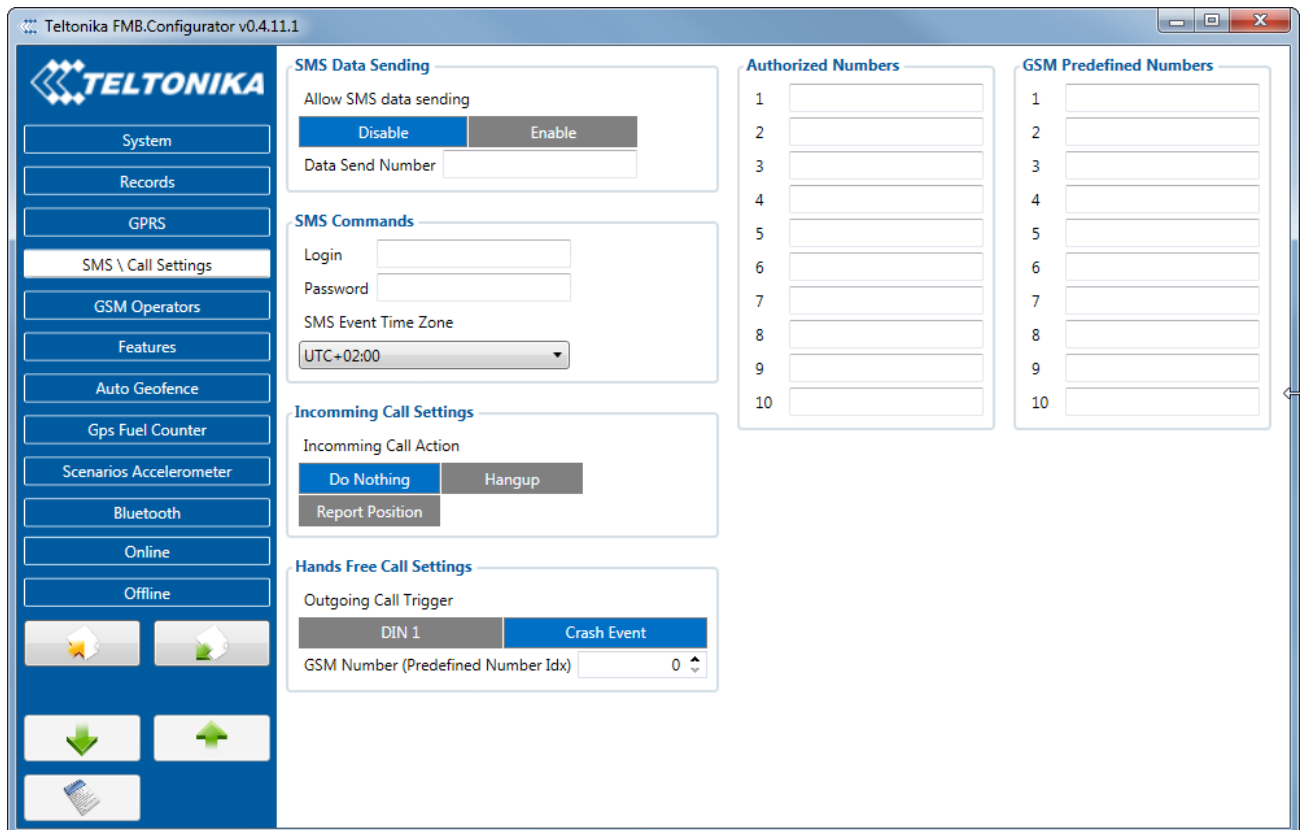 Teltonika FMB.Configurator v0.4.11.1
TELTONIKA
System
Records
GPRS
SMS \ Call Settings
GSM Operators
Features
Auto Geofence
Gps Fuel Counter
Scenarios Accelerometer
Bluetooth
Online
Offline
SMS Data Sending
Allow SMS data sending
Disable Enable
Data Send Number
SMS Commands
Login
Password
SMS Event Time Zone
UTC+02:00
Incomming Call Settings
Incomming Call Action
Do Nothing Hangup
Report Position
Hands Free Call Settings
Outgoing Call Trigger
DIN 1 Crash Event
GSM Number (Predefined Number Idx) 0
Authorized Numbers
1
2
3
4
5
6
7
8
9
10
GSM Predefined Numbers
1
2
3
4
5
6
7
8
9
10